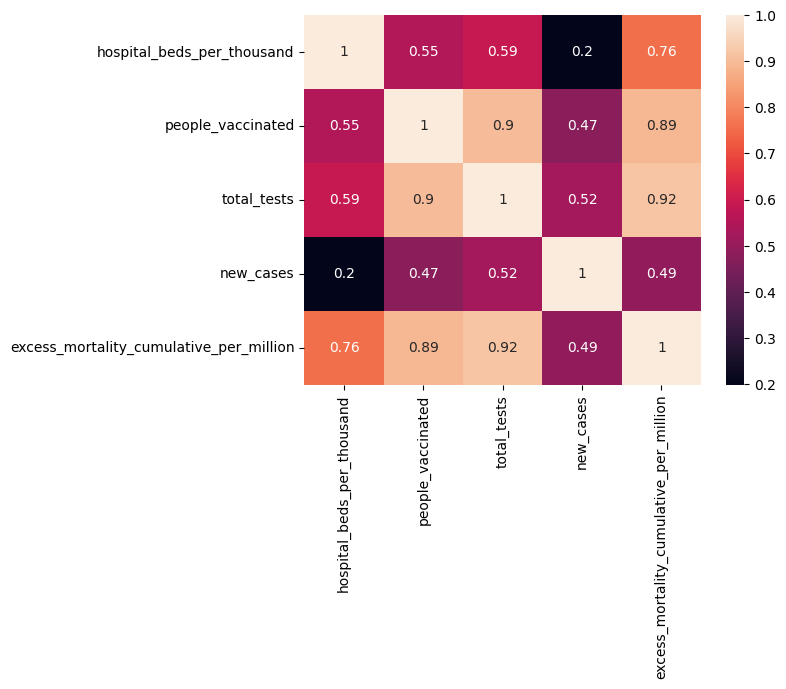 hospital_beds_per_thousand 1 0.55 0.59 0.2 0.76
people_vaccinated 0.55 1 0.9 0.47 0.89
total_tests 0.59 0.9 1 0.52 0.92
new_cases 0.2 0.47 0.52 1 0.49
excess_mortality_cumulative_per_million 0.76 0.89 0.92 0.49 1
hospital_beds_per_thousand
people_vaccinated
total_tests
new_cases
excess_mortality_cumulative_per_million
1.0
0.9
0.8
0.7
0.6
0.5
0.4
0.3
0.2